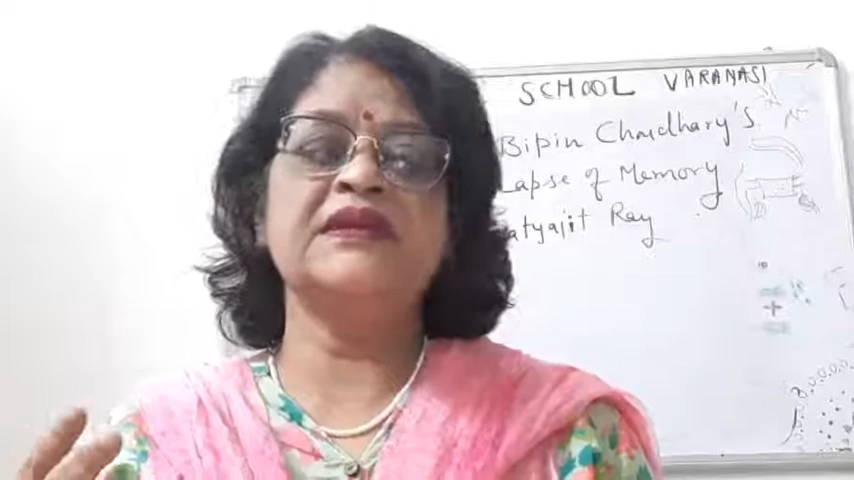 SCHOOL VARANASI
Bipin Chaudhary's
Lapse of Memory
atyajit Ray